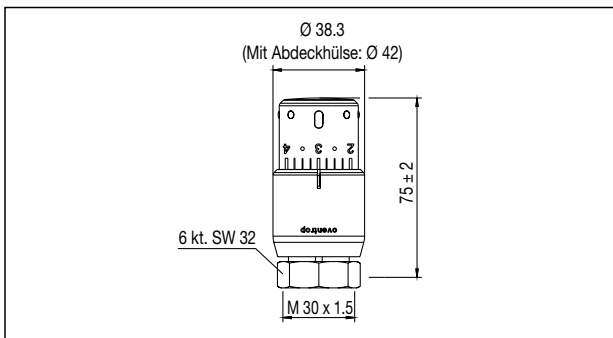 Ø 38.3
(Mit Abdeckhülse: Ø 42)
4 · 3 · 2
75 ± 2
oventrop
6 kt. SW 32
M 30 x 1.5